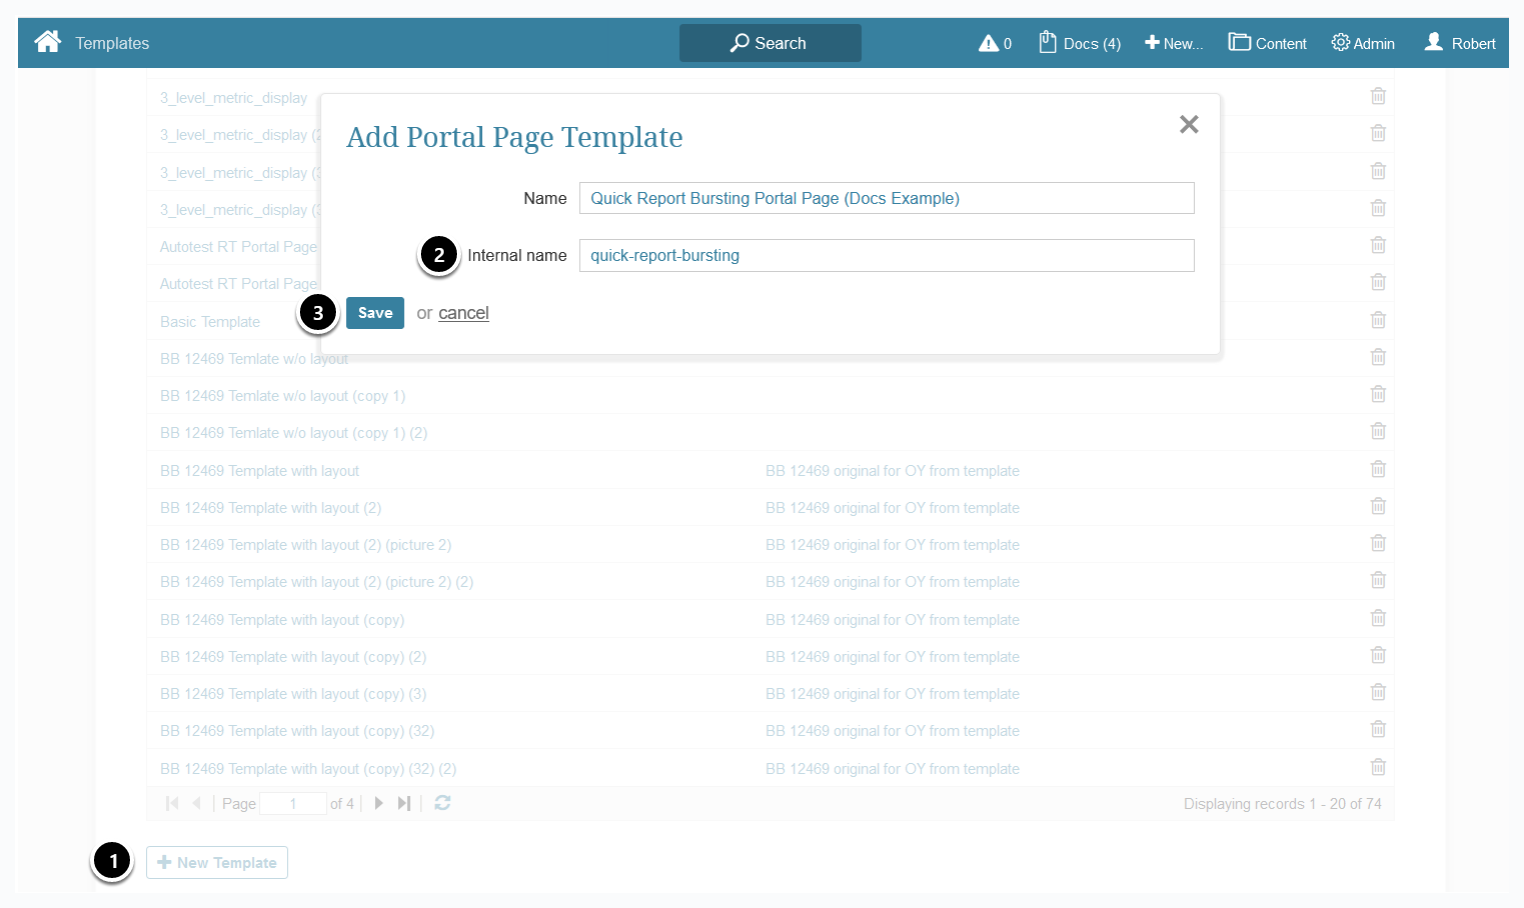 Templates
Search
0
Docs (4)
New...
Content
Admin
Robert
3_level_metric_display
Add Portal Page Template
3_level_metric_display (
3_level_metric_display (
Name
Quick Report Bursting Portal Page (Docs Example)
3_level_metric_display (
Autotest RT Portal Page
2
Internal name
quick-report-bursting
Autotest RT Portal Page
Basic Template
3
Save
or cancel
BB 12469 Temlate w/o layout
BB 12469 Temlate w/o layout (copy 1)
BB 12469 Temlate w/o layout (copy 1) (2)
BB 12469 Template with layout BB 12469 original for OY from template
BB 12469 Template with layout (2) BB 12469 original for OY from template
BB 12469 Template with layout (2) (picture 2) BB 12469 original for OY from template
BB 12469 Template with layout (2) (picture 2) (2) BB 12469 original for OY from template
BB 12469 Template with layout (copy) BB 12469 original for OY from template
BB 12469 Template with layout (copy) (2) BB 12469 original for OY from template
BB 12469 Template with layout (copy) (3) BB 12469 original for OY from template
BB 12469 Template with layout (copy) (32) BB 12469 original for OY from template
BB 12469 Template with layout (copy) (32) (2) BB 12469 original for OY from template
Page 1 of 4
Displaying records 1 - 20 of 74
1
New Template